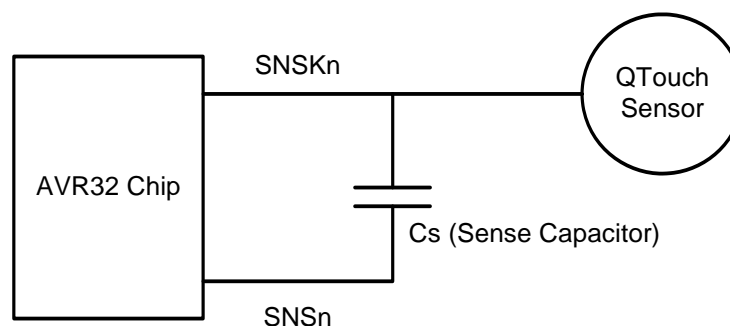 SNSKn
QTouch
Sensor
AVR32 Chip
Cs (Sense Capacitor)
SNSn